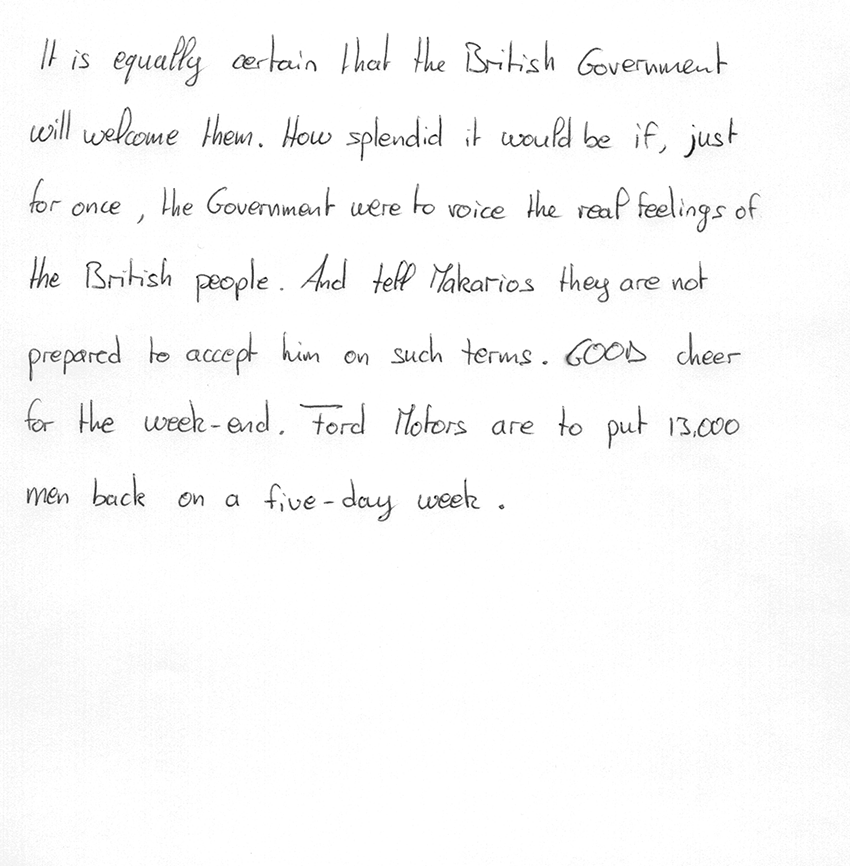 It is equally certain that the British Government
will welcome them. How splendid it would be if, just
for once, the Government were to voice the real feelings of
the British people. And tell Makarios they are not
prepared to accept him on such terms. GOOD cheer
for the week-end. Ford Motors are to put 13,000
men back on a five-day week.